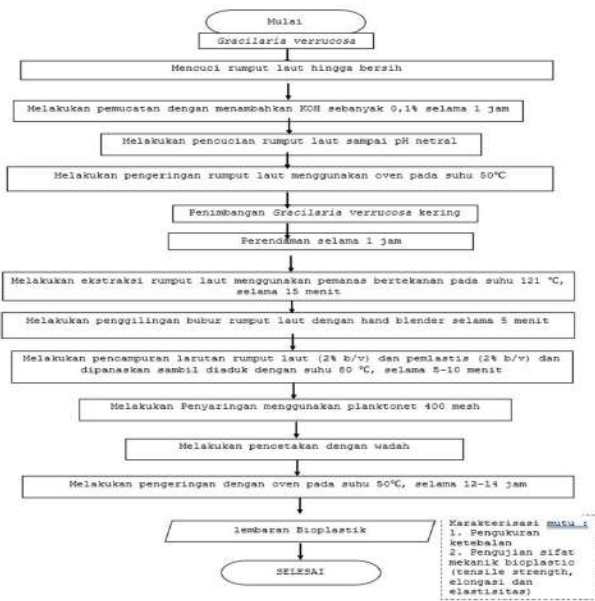 Mulai
Gracilaria verrucosa
Mencuci rumput laut hingga bersih
Melakukan pemucatan dengan menambahkan KOH sebanyak 0,1% selama 1 jam
Melakukan pencucian rumput laut sampai pH netral
Melakukan pengeringan rumput laut menggunakan oven pada suhu 50℃
Penimbangan Gracilaria verrucosa kering
Perendaman selama 1 jam
Melakukan ekstraksi rumput laut menggunakan pemanas bertekanan pada suhu 121 ℃,
selama 15 menit
Melakukan penggilingan bubur rumput laut dengan hand blender selama 5 menit
Melakukan pencampuran larutan rumput laut (2% b/v) dan pemlastis (2% b/v) dan
dipanaskan sambil diaduk dengan suhu 80 ℃, selama 8-10 menit
Melakukan Penyaringan menggunakan planktonet 400 mesh
Melakukan pencetakan dengan wadah
Melakukan pengeringan dengan oven pada suhu 50℃, selama 12-14 jam
lembaran Bioplastik
SELESAI
Karakterisasi mutu :
1. Pengukuran
ketebalan
2. Pengujian sifat
mekanik bioplastic
(tensile strength,
elongasi dan
elastisitas)